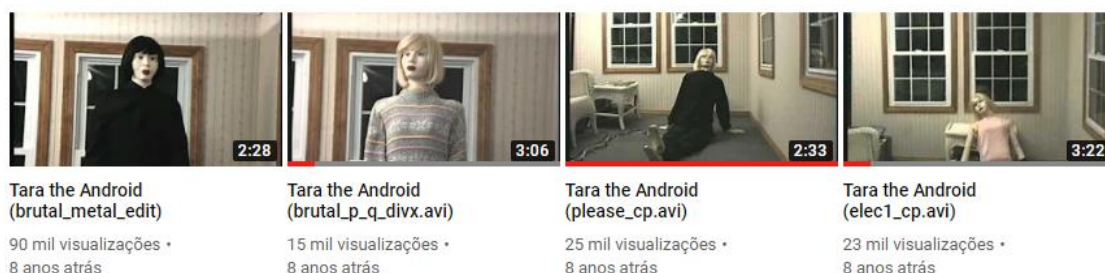 2:28
3:06
2:33
3:22
Tara the Android
(brutal_metal_edit)
90 mil visualizações •
8 anos atrás
Tara the Android
(brutal_p_q_divx.avi)
15 mil visualizações •
8 anos atrás
Tara the Android
(please_cp.avi)
25 mil visualizações •
8 anos atrás
Tara the Android
(elec1_cp.avi)
23 mil visualizações •
8 anos atrás